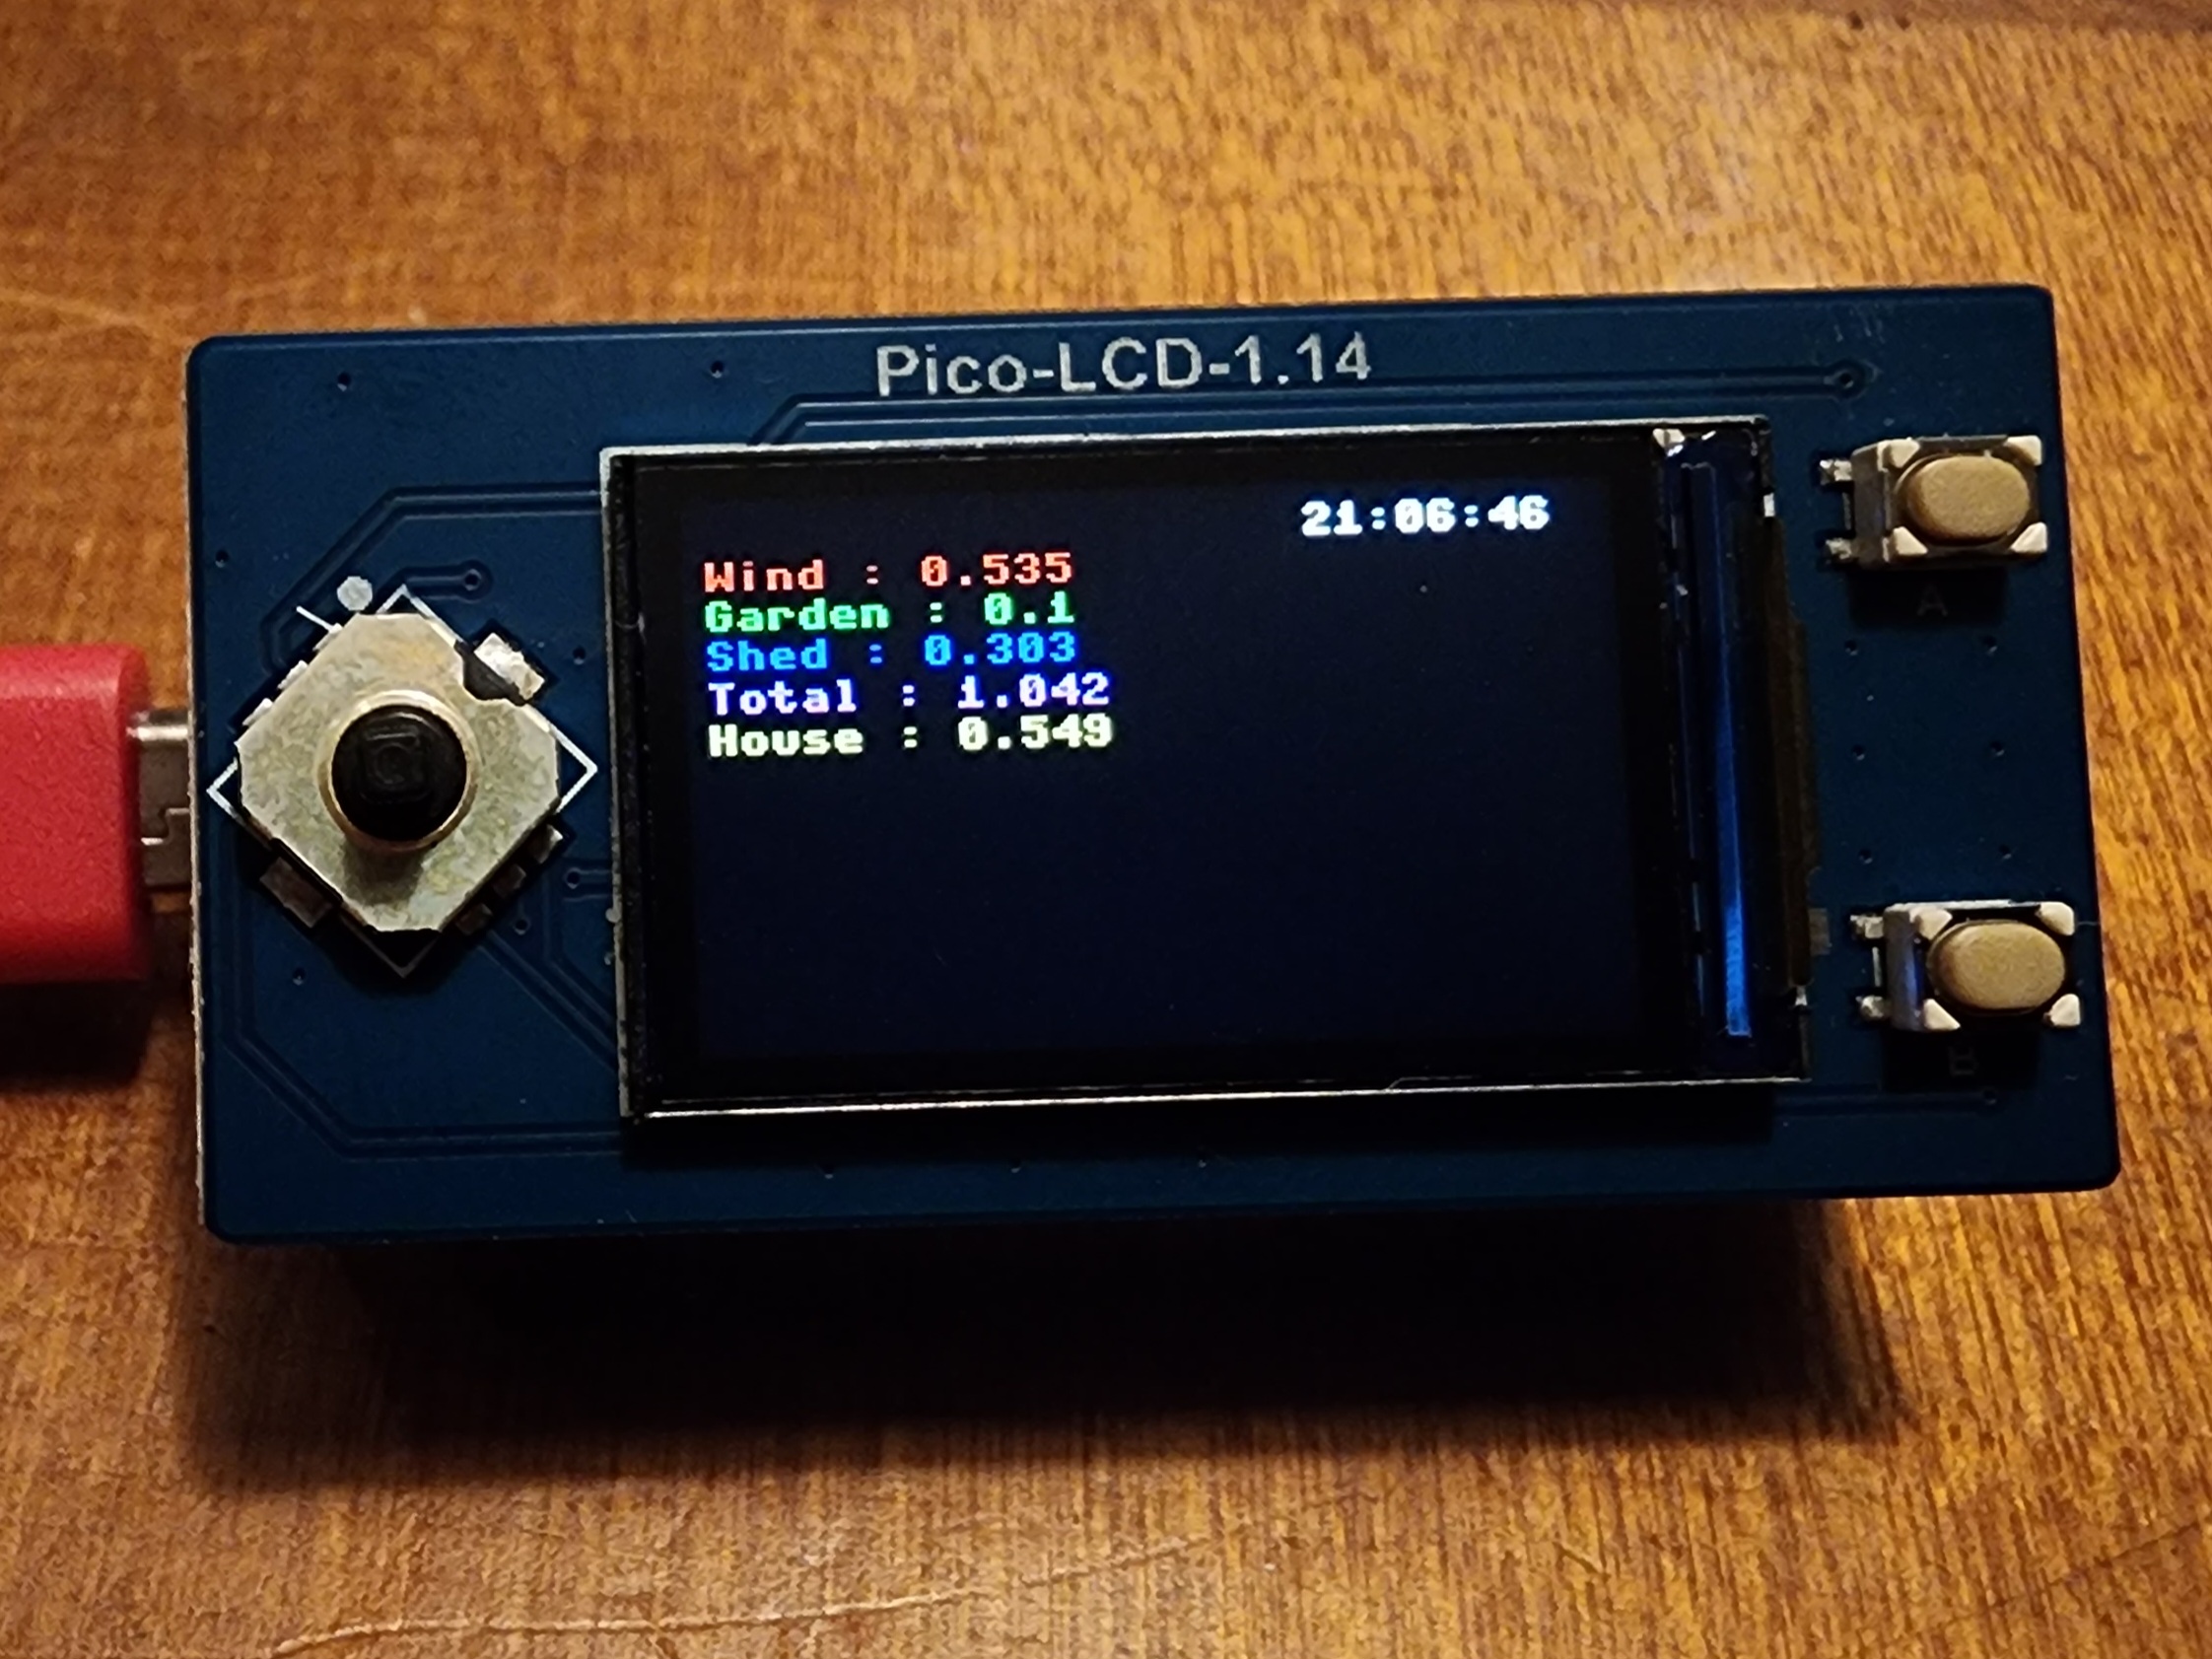 Pico-LCD-1.14
21:06:46
Wind : 0.535
Garden : 0.1
Shed : 0.303
Total : 1.042
House : 0.549
A
B